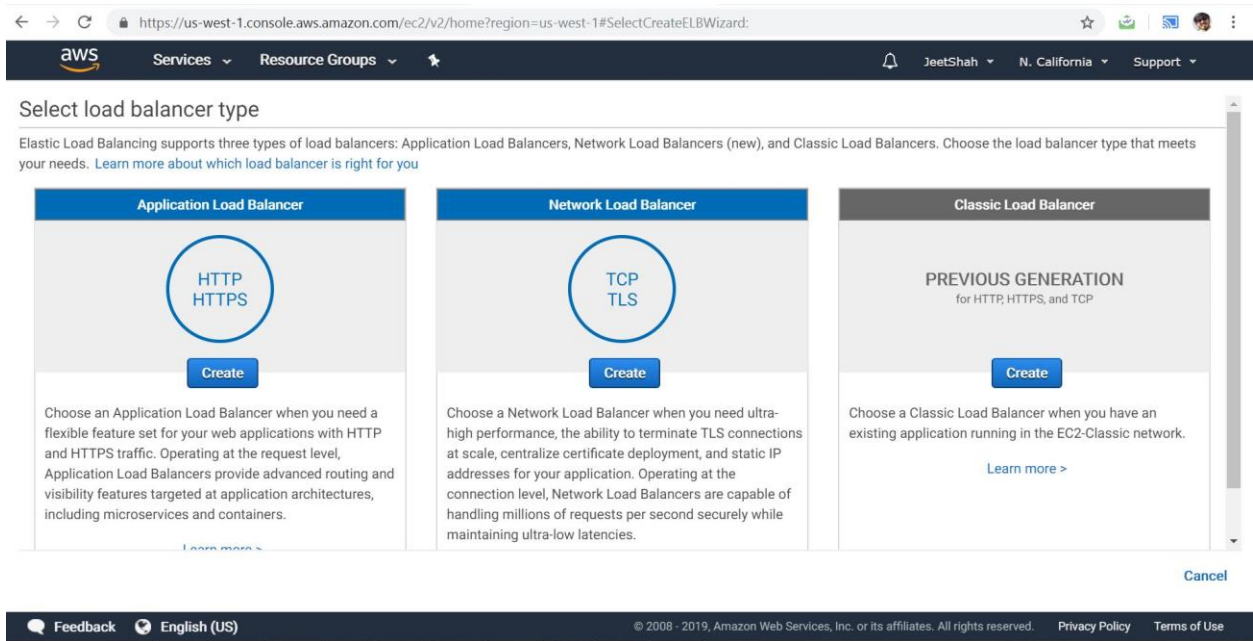 https://us-west-1.console.aws.amazon.com/ec2/v2/home?region=us-west-1#SelectCreateELBWizard:
aws Services Resource Groups JeetShah N. California Support
Select load balancer type
Elastic Load Balancing supports three types of load balancers: Application Load Balancers, Network Load Balancers (new), and Classic Load Balancers. Choose the load balancer type that meets
your needs. Learn more about which load balancer is right for you
Application Load Balancer
HTTP
HTTPS
Create
Choose an Application Load Balancer when you need a
flexible feature set for your web applications with HTTP
and HTTPS traffic. Operating at the request level,
Application Load Balancers provide advanced routing and
visibility features targeted at application architectures,
including microservices and containers.
Learn more >
Network Load Balancer
TCP
TLS
Create
Choose a Network Load Balancer when you need ultra-
high performance, the ability to terminate TLS connections
at scale, centralize certificate deployment, and static IP
addresses for your application. Operating at the
connection level, Network Load Balancers are capable of
handling millions of requests per second securely while
maintaining ultra-low latencies.
Classic Load Balancer
PREVIOUS GENERATION
for HTTP, HTTPS, and TCP
Create
Choose a Classic Load Balancer when you have an
existing application running in the EC2-Classic network.
Learn more >
Cancel
Feedback English (US) © 2008 - 2019, Amazon Web Services, Inc. or its affiliates. All rights reserved. Privacy Policy Terms of Use